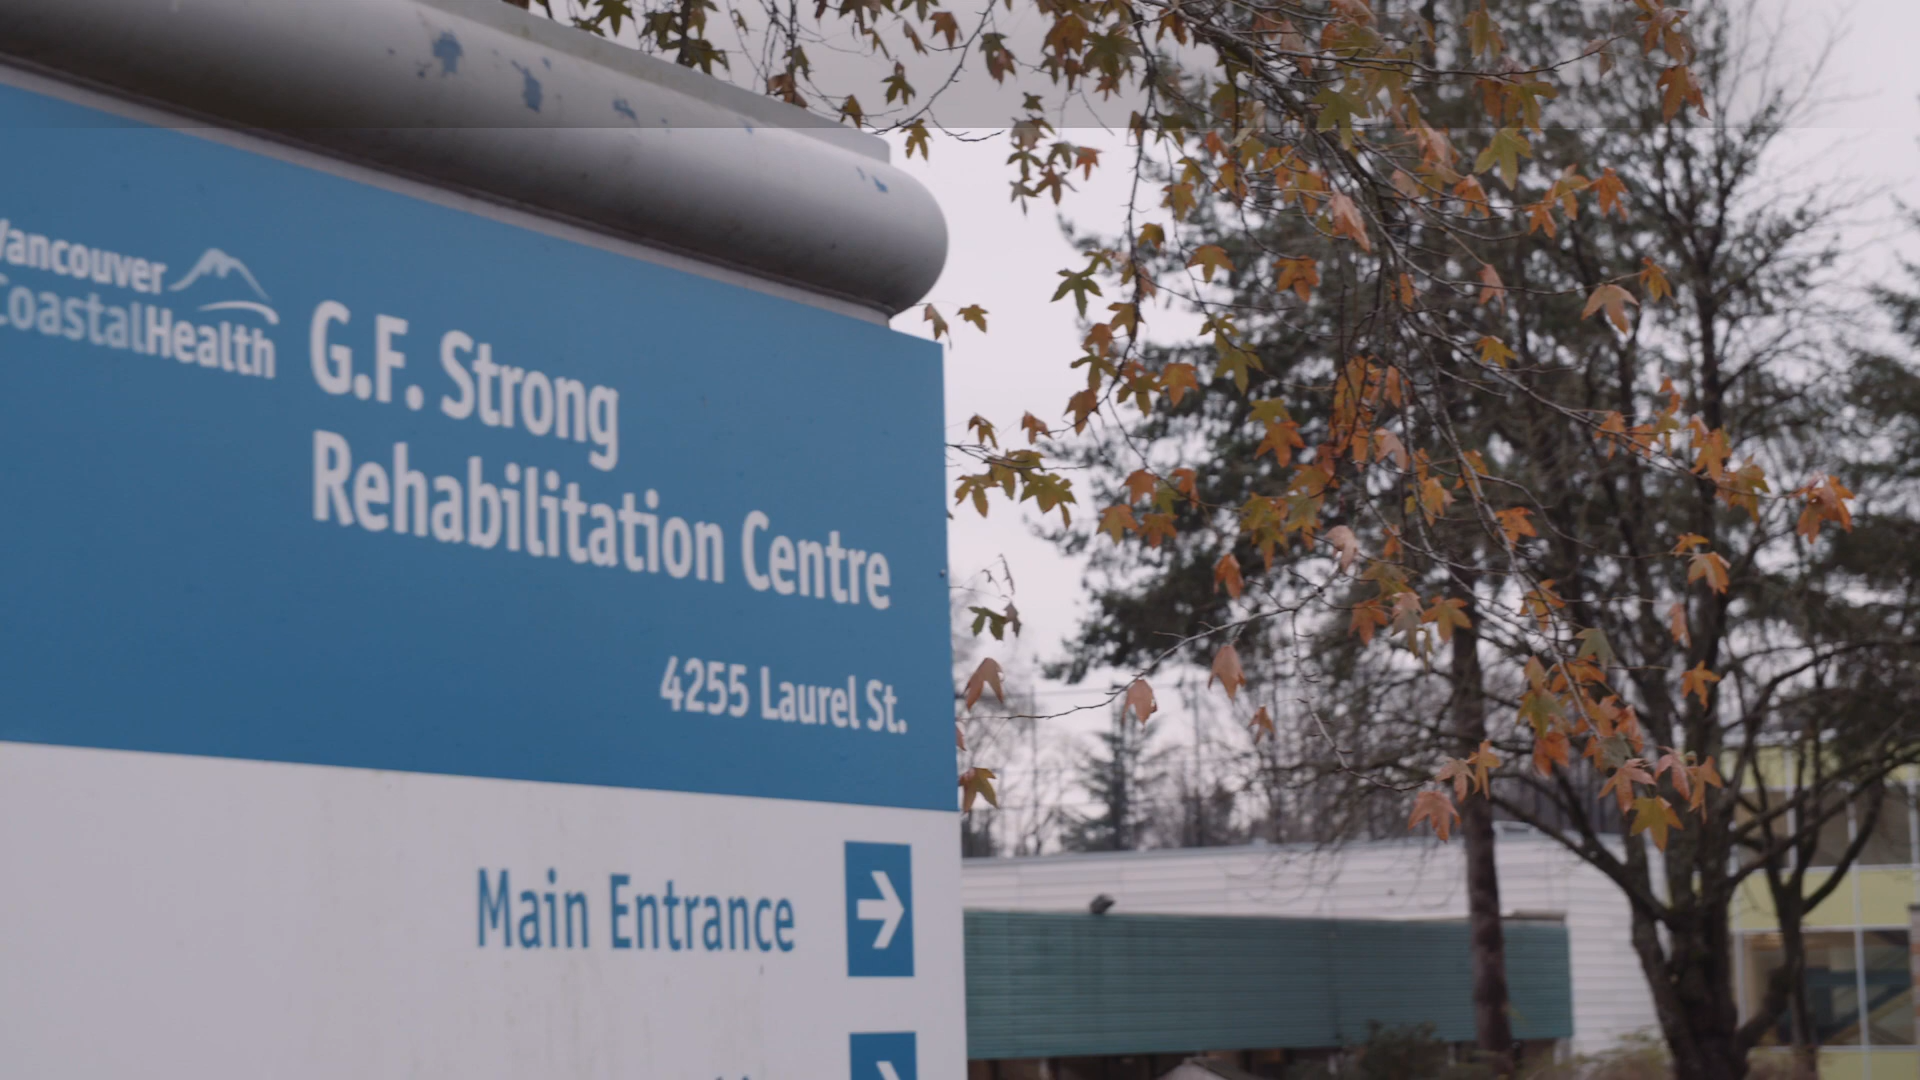 Vancouver
CoastalHealth
G.F. Strong
Rehabilitation Centre
4255 Laurel St.
Main Entrance